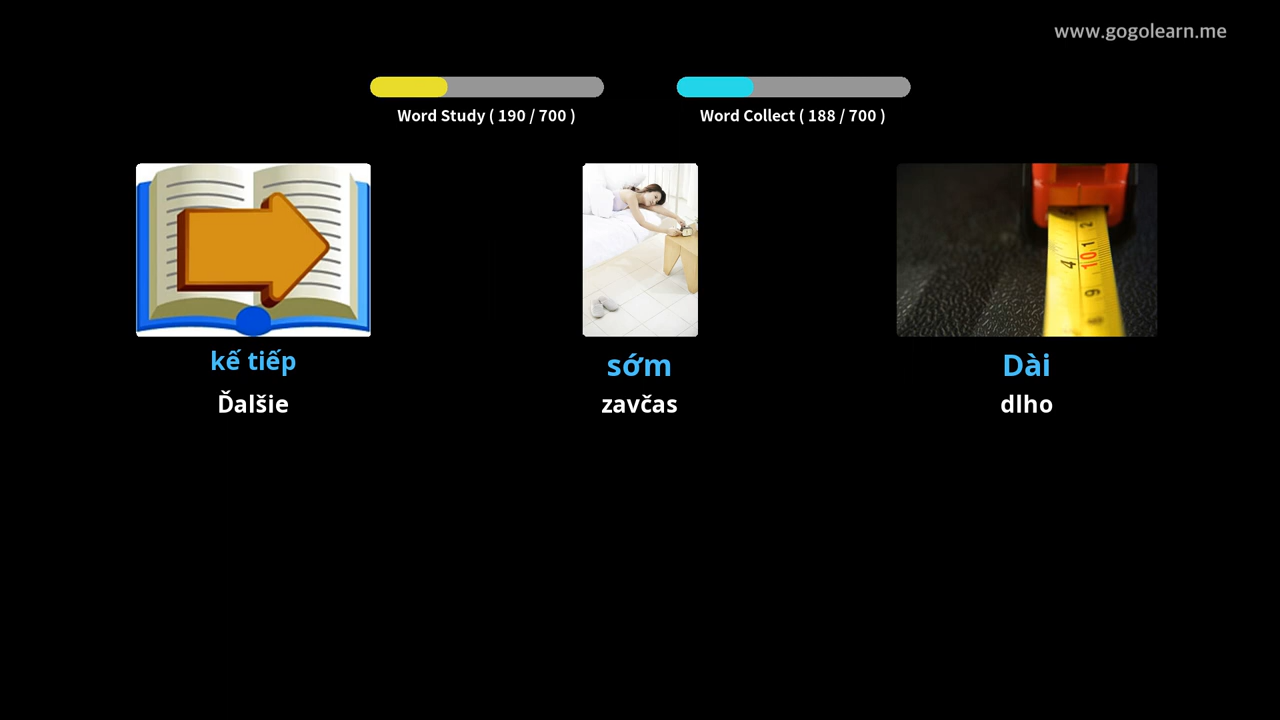 www.gogolearn.me
Word Study ( 190 / 700 )
Word Collect ( 188 / 700 )
kế tiếp
sớm
Dài
Ďalšie
zavčas
dlho